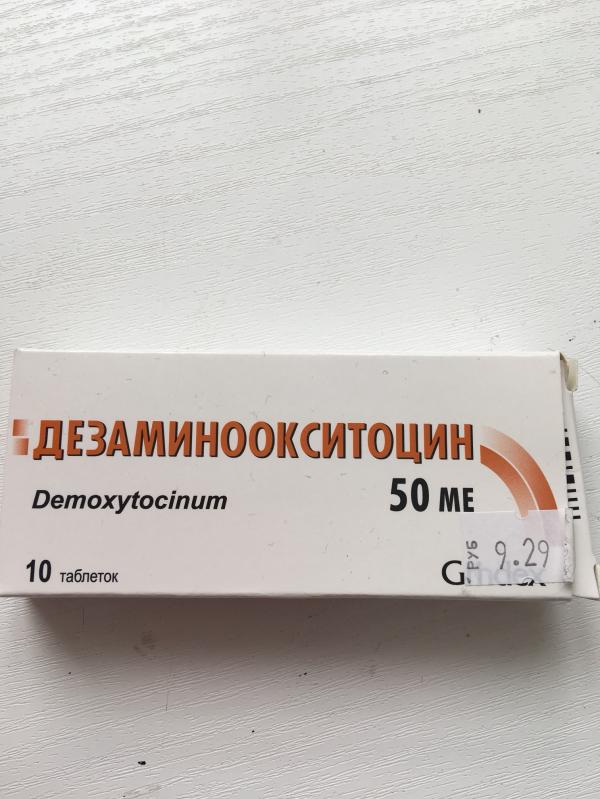 ДЕЗАМИНООКСИТОЦИН
Demoxytocinum
50 МЕ
10 таблеток
РУБ 9.29